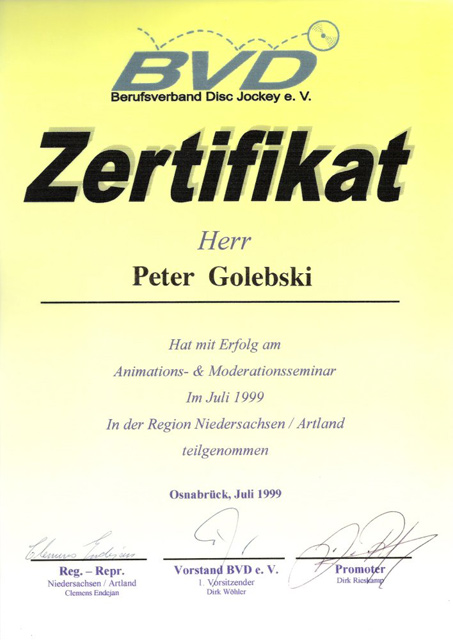 BVD
Berufsverband Disc Jockey e. V.
Zertifikat
Herr
Peter Golebski
Hat mit Erfolg am
Animations- & Moderationsseminar
Im Juli 1999
In der Region Niedersachsen / Artland
teilgenommen
Osnabrück, Juli 1999
Clemens Endejan
Reg. – Repr.
Niedersachsen / Artland
Clemens Endejan
Vorstand BVD e. V.
1. Vorsitzender
Dirk Wöhler
Promoter
Dirk Rieskamp